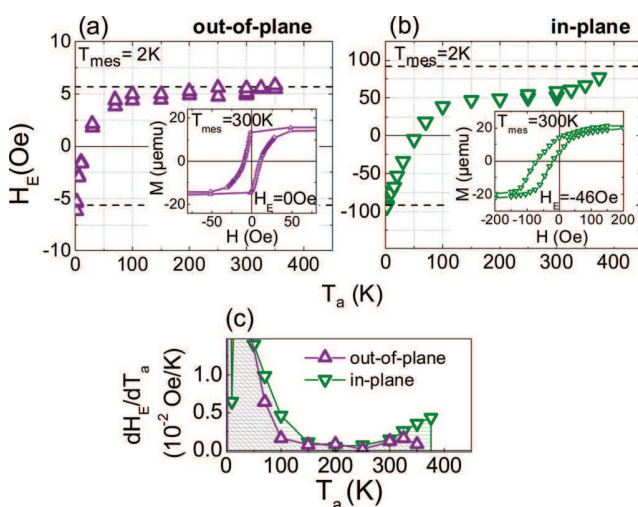 (a) out-of-plane
T_mes = 2K
H_E (Oe)
10
5
0
-5
-10
0 100 200 300 400
T_mes=300K
M (µemu)
20
0
-20
H_E=0Oe
-50 0 50
H (Oe)
(b) in-plane
T_mes=2K
100
50
0
-50
-100
0 100 200 300 400
T_mes=300K
M (µemu)
20
0
-20
H_E=-46Oe
-200 -100 0 100 200
H (Oe)
T_a (K)
(c)
dH_E/dT_a
(10⁻² Oe/K)
1.0
0.5
0.0
out-of-plane
in-plane
0 100 200 300 400
T_a (K)